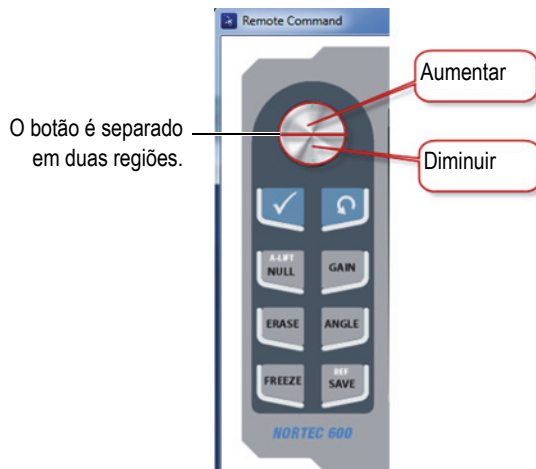 Remote Command
Aumentar
O botão é separado
em duas regiões.
Diminuir
A-LIFT
NULL
GAIN
ERASE
ANGLE
FREEZE
REF
SAVE
NORTEC 600